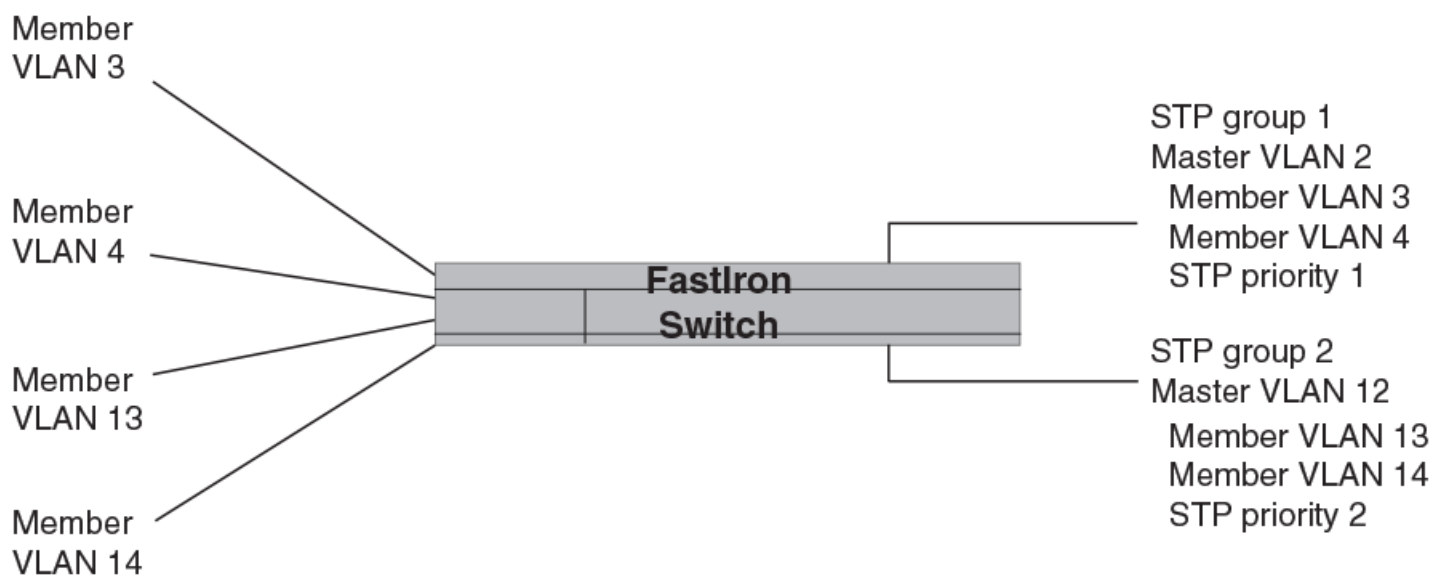 Member
VLAN 3
Member
VLAN 4
Member
VLAN 13
Member
VLAN 14
FastIron
Switch
STP group 1
Master VLAN 2
Member VLAN 3
Member VLAN 4
STP priority 1
STP group 2
Master VLAN 12
Member VLAN 13
Member VLAN 14
STP priority 2